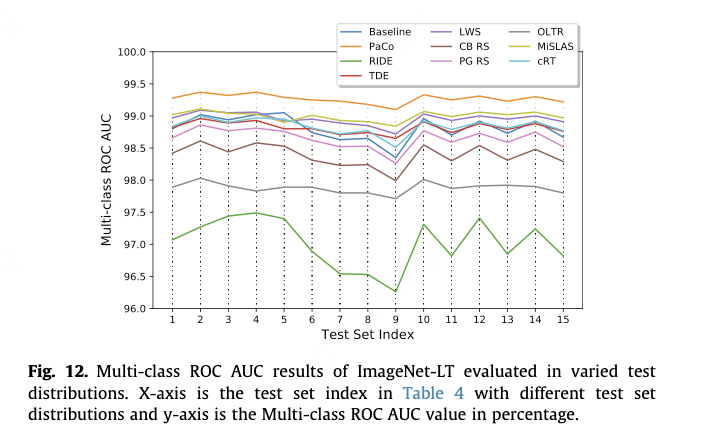 Baseline
PaCo
RIDE
TDE
LWS
CB RS
PG RS
OLTR
MiSLAS
cRT
100.0
99.5
99.0
98.5
98.0
97.5
97.0
96.5
96.0
Multi-class ROC AUC
1 2 3 4 5 6 7 8 9 10 11 12 13 14 15
Test Set Index
Fig. 12. Multi-class ROC AUC results of ImageNet-LT evaluated in varied test
distributions. X-axis is the test set index in Table 4 with different test set
distributions and y-axis is the Multi-class ROC AUC value in percentage.